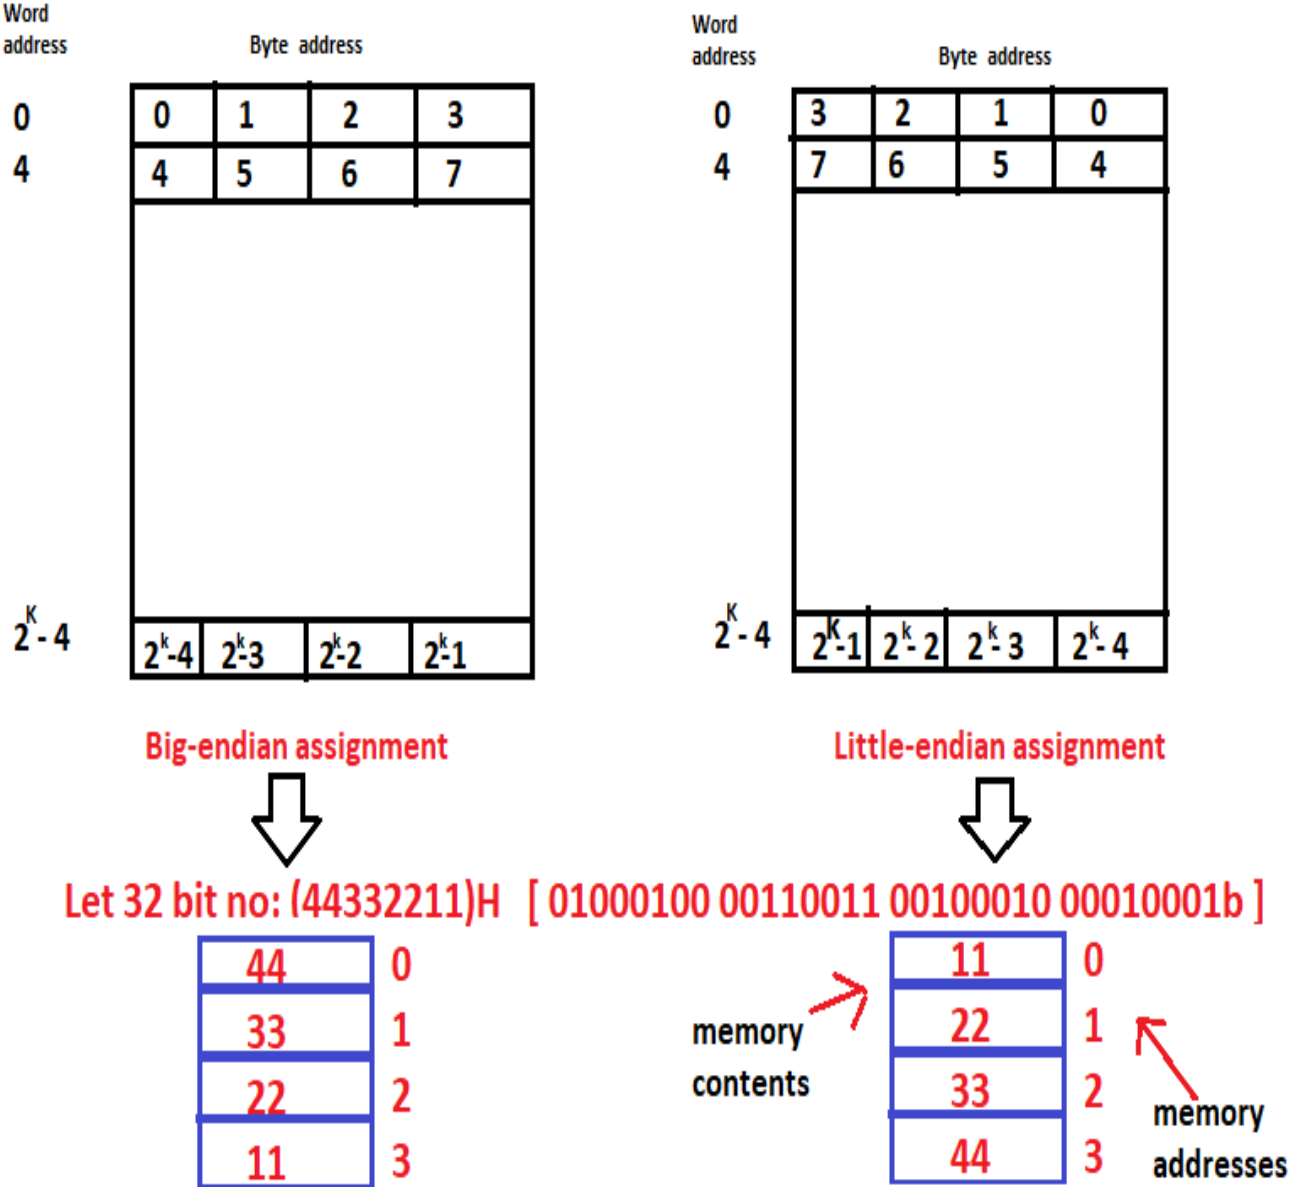 Word
address
Byte address
0
0 1 2 3
4
4 5 6 7
2^K - 4
2^k-4 2^k-3 2^k-2 2^k-1
Big-endian assignment
Word
address
Byte address
0
3 2 1 0
4
7 6 5 4
2^K - 4
2^K-1 2^k-2 2^k-3 2^k-4
Little-endian assignment
Let 32 bit no: (44332211)H [ 01000100 00110011 00100010 00010001b ]
44 0
33 1
22 2
11 3
memory
contents
11 0
22 1
33 2
44 3
memory
addresses